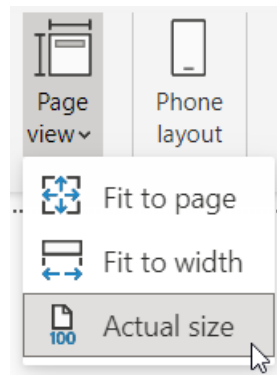 Page
view
Phone
layout
Fit to page
Fit to width
100
Actual size